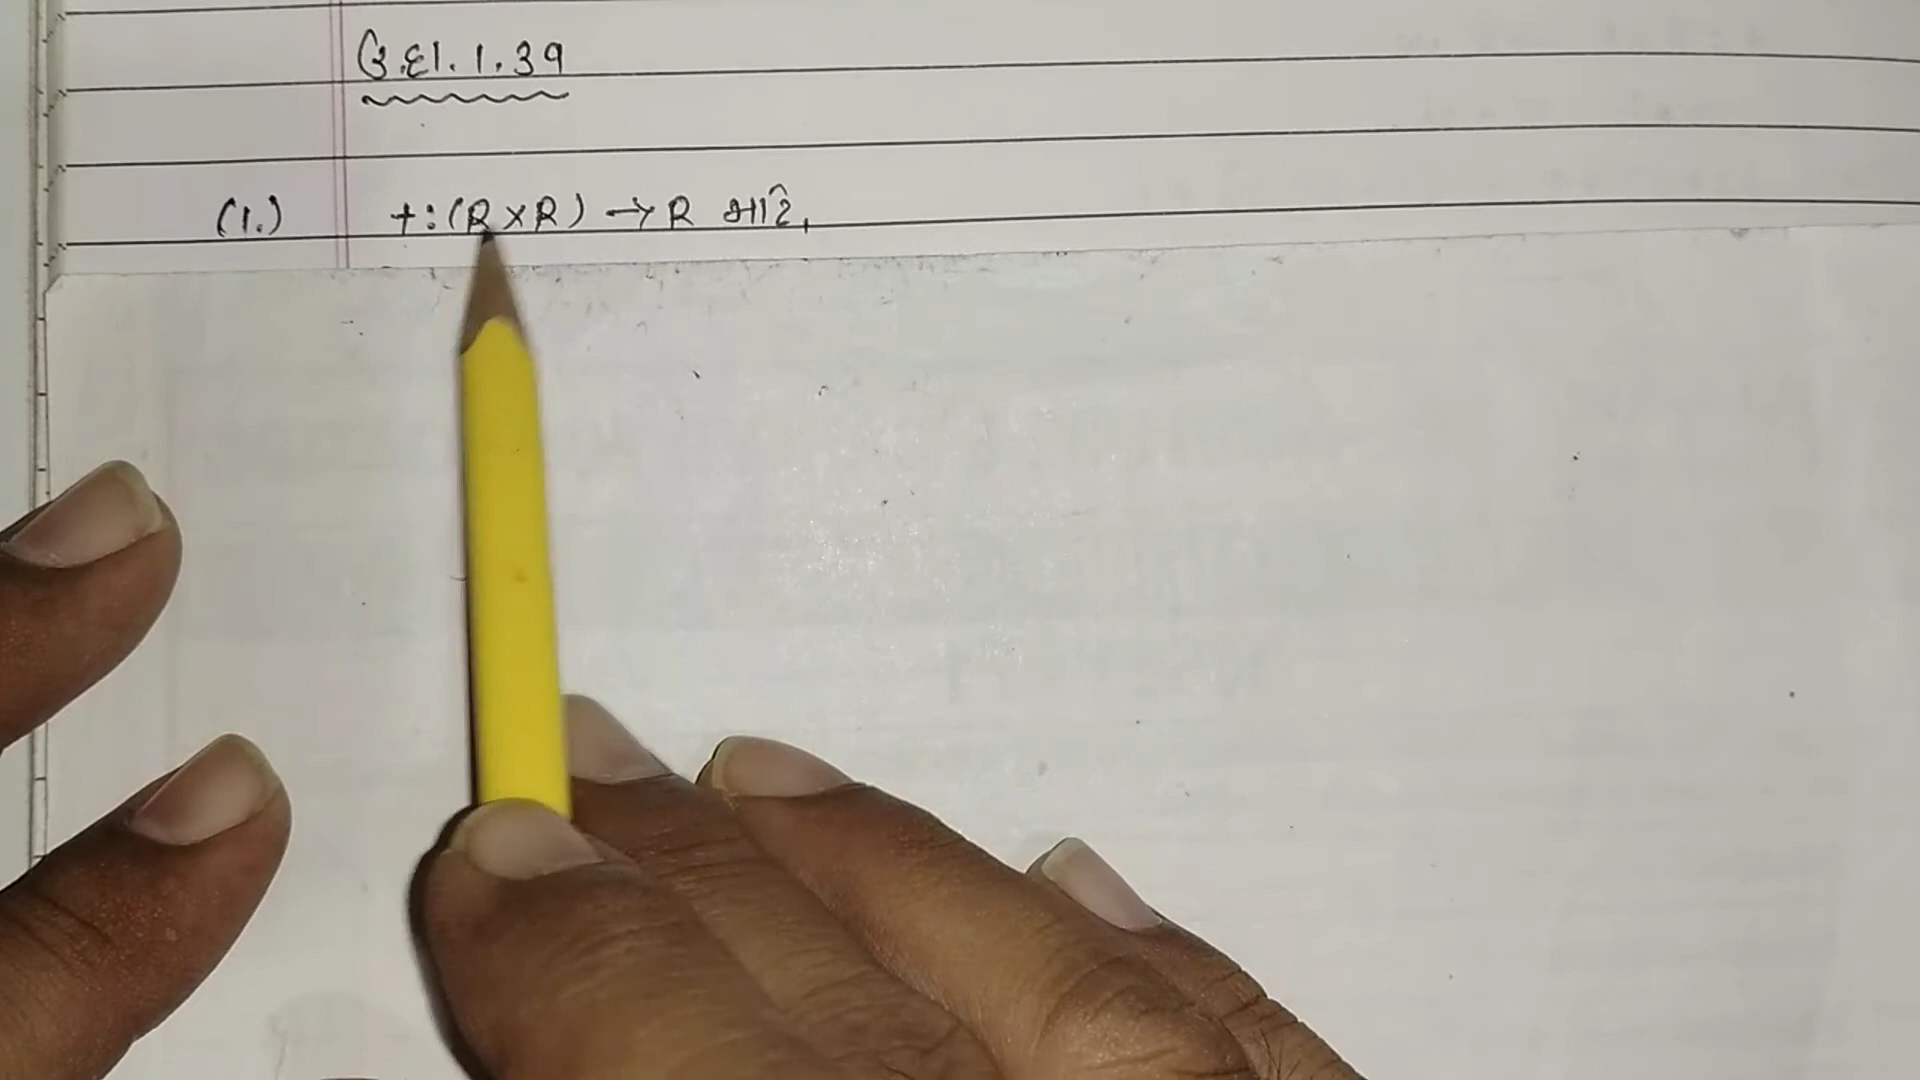 ઉ.દા. 1.39
(1.) +:(R×R) → R માટે,